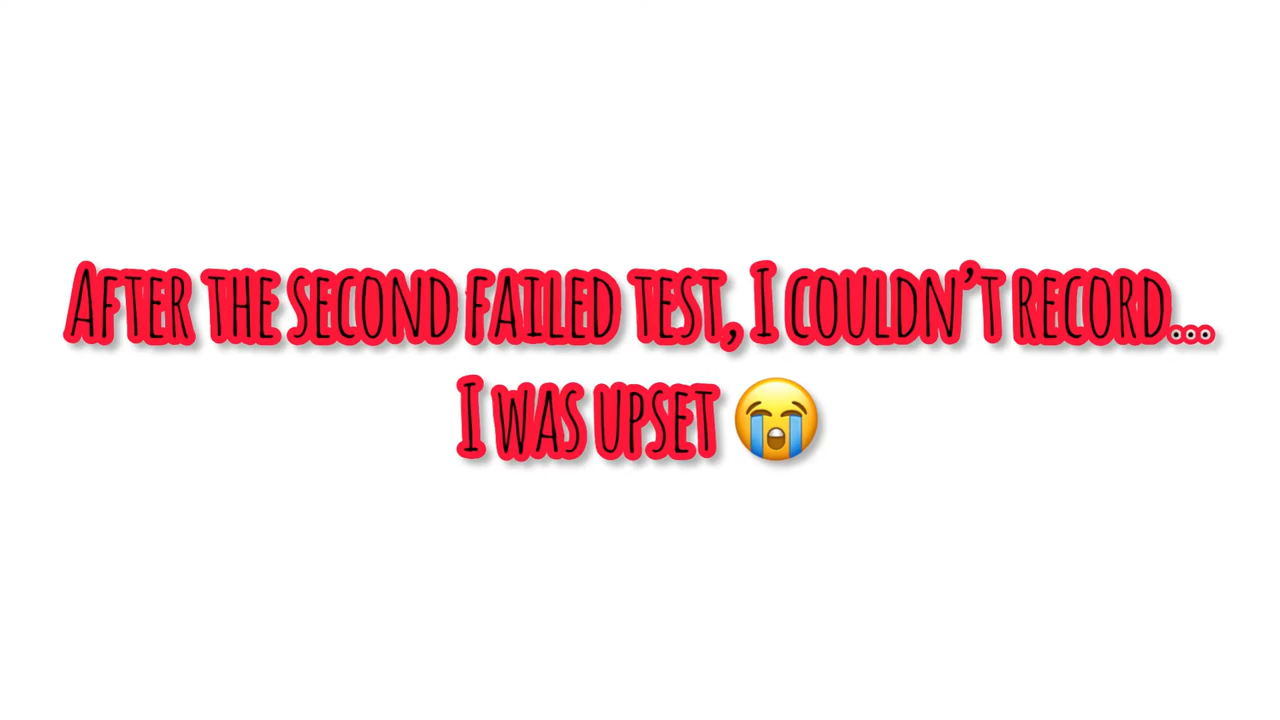 After the second failed test, I couldn’t record...
I was upset 😭